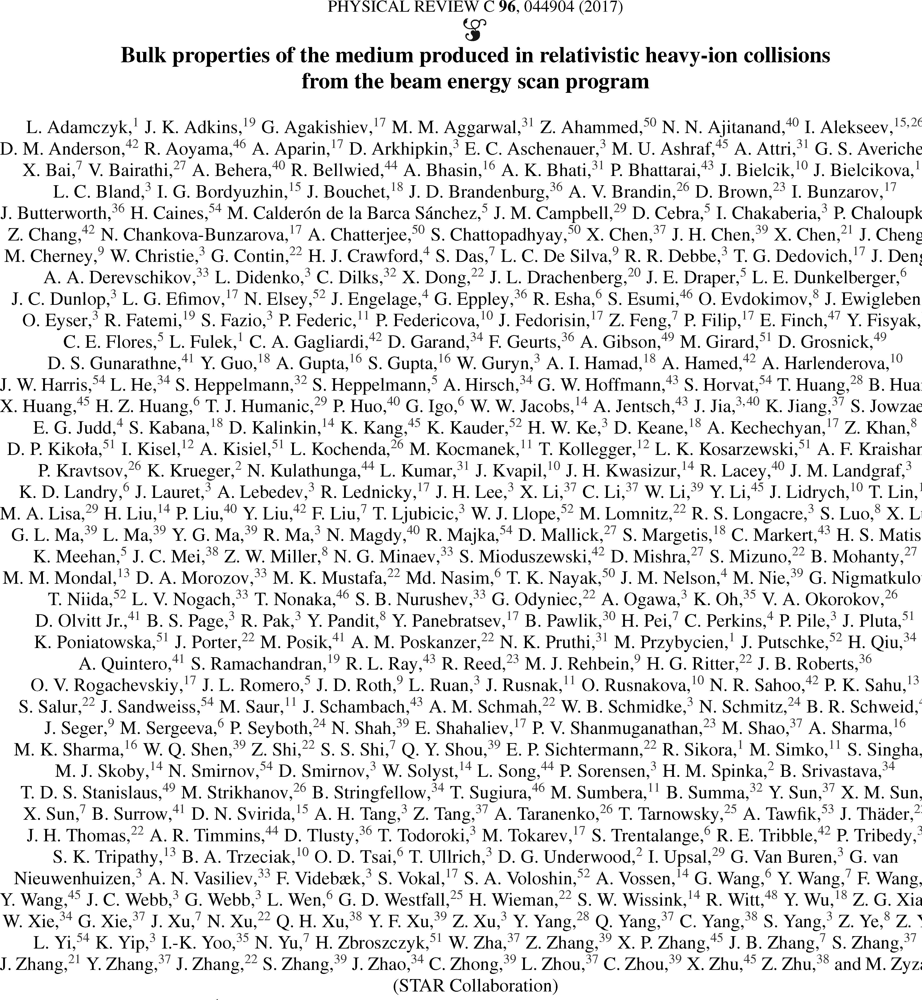 PHYSICAL REVIEW C 96, 044904 (2017)
Bulk properties of the medium produced in relativistic heavy-ion collisions
from the beam energy scan program
L. Adamczyk,1 J. K. Adkins,19 G. Agakishiev,17 M. M. Aggarwal,31 Z. Ahammed,50 N. N. Ajitanand,40 I. Alekseev,15,26
D. M. Anderson,42 R. Aoyama,46 A. Aparin,17 D. Arkhipkin,3 E. C. Aschenauer,3 M. U. Ashraf,45 A. Attri,31 G. S. Averiche
X. Bai,7 V. Bairathi,27 A. Behera,40 R. Bellwied,44 A. Bhasin,16 A. K. Bhati,31 P. Bhattarai,43 J. Bielcik,10 J. Bielcikova,1
L. C. Bland,3 I. G. Bordyuzhin,15 J. Bouchet,18 J. D. Brandenburg,36 A. V. Brandin,26 D. Brown,23 I. Bunzarov,17
J. Butterworth,36 H. Caines,54 M. Calderón de la Barca Sánchez,5 J. M. Campbell,29 D. Cebra,5 I. Chakaberia,3 P. Chaloupk
Z. Chang,42 N. Chankova-Bunzarova,17 A. Chatterjee,50 S. Chattopadhyay,50 X. Chen,37 J. H. Chen,39 X. Chen,21 J. Cheng
M. Cherney,9 W. Christie,3 G. Contin,22 H. J. Crawford,4 S. Das,7 L. C. De Silva,9 R. R. Debbe,3 T. G. Dedovich,17 J. Deng
A. A. Derevschikov,33 L. Didenko,3 C. Dilks,32 X. Dong,22 J. L. Drachenberg,20 J. E. Draper,5 L. E. Dunkelberger,6
J. C. Dunlop,3 L. G. Efimov,17 N. Elsey,52 J. Engelage,4 G. Eppley,36 R. Esha,6 S. Esumi,46 O. Evdokimov,8 J. Ewigleben
O. Eyser,3 R. Fatemi,19 S. Fazio,3 P. Federic,11 P. Federicova,10 J. Fedorisin,17 Z. Feng,7 P. Filip,17 E. Finch,47 Y. Fisyak,
C. E. Flores,5 L. Fulek,1 C. A. Gagliardi,42 D. Garand,34 F. Geurts,36 A. Gibson,49 M. Girard,51 D. Grosnick,49
D. S. Gunarathne,41 Y. Guo,18 A. Gupta,16 S. Gupta,16 W. Guryn,3 A. I. Hamad,18 A. Hamed,42 A. Harlenderova,10
J. W. Harris,54 L. He,34 S. Heppelmann,32 S. Heppelmann,5 A. Hirsch,34 G. W. Hoffmann,43 S. Horvat,54 T. Huang,28 B. Hua
X. Huang,45 H. Z. Huang,6 T. J. Humanic,29 P. Huo,40 G. Igo,6 W. W. Jacobs,14 A. Jentsch,43 J. Jia,3,40 K. Jiang,37 S. Jowzae
E. G. Judd,4 S. Kabana,18 D. Kalinkin,14 K. Kang,45 K. Kauder,52 H. W. Ke,3 D. Keane,18 A. Kechechyan,17 Z. Khan,8
D. P. Kikoła,51 I. Kisel,12 A. Kisiel,51 L. Kochenda,26 M. Kocmanek,11 T. Kollegger,12 L. K. Kosarzewski,51 A. F. Kraishan
P. Kravtsov,26 K. Krueger,2 N. Kulathunga,44 L. Kumar,31 J. Kvapil,10 J. H. Kwasizur,14 R. Lacey,40 J. M. Landgraf,3
K. D. Landry,6 J. Lauret,3 A. Lebedev,3 R. Lednicky,17 J. H. Lee,3 X. Li,37 C. Li,37 W. Li,39 Y. Li,45 J. Lidrych,10 T. Lin,1
M. A. Lisa,29 H. Liu,14 P. Liu,40 Y. Liu,42 F. Liu,7 T. Ljubicic,3 W. J. Llope,52 M. Lomnitz,22 R. S. Longacre,3 S. Luo,8 X. Lu
G. L. Ma,39 L. Ma,39 Y. G. Ma,39 R. Ma,3 N. Magdy,40 R. Majka,54 D. Mallick,27 S. Margetis,18 C. Markert,43 H. S. Matis
K. Meehan,5 J. C. Mei,38 Z. W. Miller,8 N. G. Minaev,33 S. Mioduszewski,42 D. Mishra,27 S. Mizuno,22 B. Mohanty,27
M. M. Mondal,13 D. A. Morozov,33 M. K. Mustafa,22 Md. Nasim,6 T. K. Nayak,50 J. M. Nelson,4 M. Nie,39 G. Nigmatkulov
T. Niida,52 L. V. Nogach,33 T. Nonaka,46 S. B. Nurushev,33 G. Odyniec,22 A. Ogawa,3 K. Oh,35 V. A. Okorokov,26
D. Olvitt Jr.,41 B. S. Page,3 R. Pak,3 Y. Pandit,8 Y. Panebratsev,17 B. Pawlik,30 H. Pei,7 C. Perkins,4 P. Pile,3 J. Pluta,51
K. Poniatowska,51 J. Porter,22 M. Posik,41 A. M. Poskanzer,22 N. K. Pruthi,31 M. Przybycien,1 J. Putschke,52 H. Qiu,34
A. Quintero,41 S. Ramachandran,19 R. L. Ray,43 R. Reed,23 M. J. Rehbein,9 H. G. Ritter,22 J. B. Roberts,36
O. V. Rogachevskiy,17 J. L. Romero,5 J. D. Roth,9 L. Ruan,3 J. Rusnak,11 O. Rusnakova,10 N. R. Sahoo,42 P. K. Sahu,13
S. Salur,22 J. Sandweiss,54 M. Saur,11 J. Schambach,43 A. M. Schmah,22 W. B. Schmidke,3 N. Schmitz,24 B. R. Schweid,
J. Seger,9 M. Sergeeva,6 P. Seyboth,24 N. Shah,39 E. Shahaliev,17 P. V. Shanmuganathan,23 M. Shao,37 A. Sharma,16
M. K. Sharma,16 W. Q. Shen,39 Z. Shi,22 S. S. Shi,7 Q. Y. Shou,39 E. P. Sichtermann,22 R. Sikora,1 M. Simko,11 S. Singha,
M. J. Skoby,14 N. Smirnov,54 D. Smirnov,3 W. Solyst,14 L. Song,44 P. Sorensen,3 H. M. Spinka,2 B. Srivastava,34
T. D. S. Stanislaus,49 M. Strikhanov,26 B. Stringfellow,34 T. Sugiura,46 M. Sumbera,11 B. Summa,32 Y. Sun,37 X. M. Sun,
X. Sun,7 B. Surrow,41 D. N. Svirida,15 A. H. Tang,3 Z. Tang,37 A. Taranenko,26 T. Tarnowsky,25 A. Tawfik,53 J. Thäder,22
J. H. Thomas,22 A. R. Timmins,44 D. Tlusty,36 T. Todoroki,3 M. Tokarev,17 S. Trentalange,6 R. E. Tribble,42 P. Tribedy,3
S. K. Tripathy,13 B. A. Trzeciak,10 O. D. Tsai,6 T. Ullrich,3 D. G. Underwood,2 I. Upsal,29 G. Van Buren,3 G. van
Nieuwenhuizen,3 A. N. Vasiliev,33 F. Videbæk,3 S. Vokal,17 S. A. Voloshin,52 A. Vossen,14 G. Wang,6 Y. Wang,7 F. Wang,
Y. Wang,45 J. C. Webb,3 G. Webb,3 L. Wen,6 G. D. Westfall,25 H. Wieman,22 S. W. Wissink,14 R. Witt,48 Y. Wu,18 Z. G. Xia
W. Xie,34 G. Xie,37 J. Xu,7 N. Xu,22 Q. H. Xu,38 Y. F. Xu,39 Z. Xu,3 Y. Yang,28 Q. Yang,37 C. Yang,38 S. Yang,3 Z. Ye,8 Z. Y
L. Yi,54 K. Yip,3 I.-K. Yoo,35 N. Yu,7 H. Zbroszczyk,51 W. Zha,37 Z. Zhang,39 X. P. Zhang,45 J. B. Zhang,7 S. Zhang,37
J. Zhang,21 Y. Zhang,37 J. Zhang,22 S. Zhang,39 J. Zhao,34 C. Zhong,39 L. Zhou,37 C. Zhou,39 X. Zhu,45 Z. Zhu,38 and M. Zyza
(STAR Collaboration)